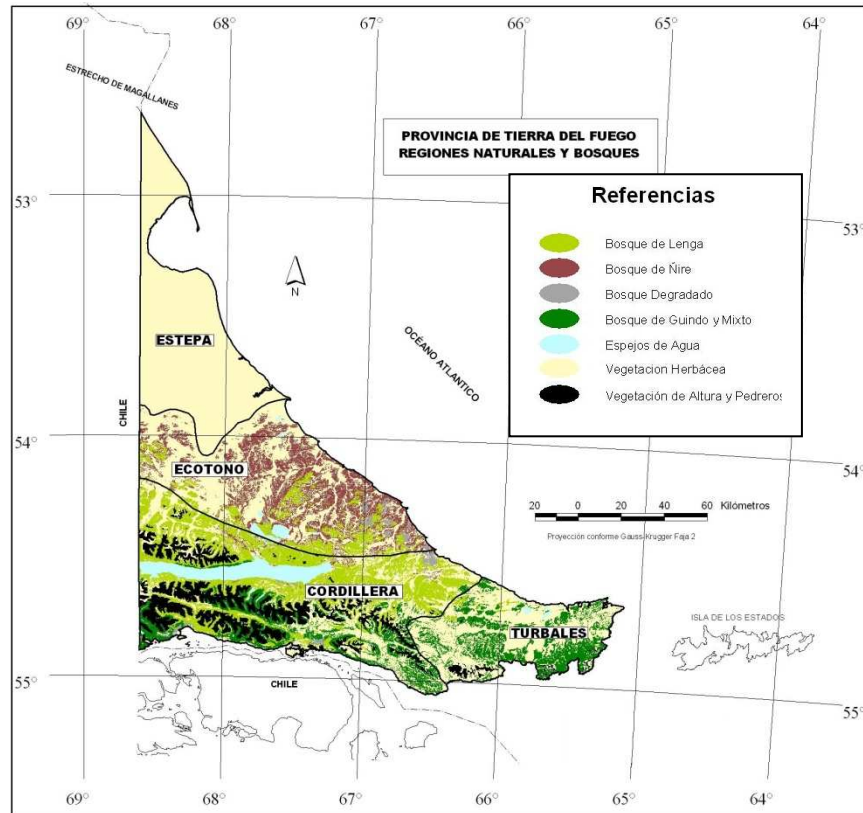 69°
68°
67°
66°
65°
64°
ESTRECHO DE MAGALLANES
PROVINCIA DE TIERRA DEL FUEGO
REGIONES NATURALES Y BOSQUES
53°
53°
Referencias
Bosque de Lenga
Bosque de Ñire
Bosque Degradado
Bosque de Guindo y Mixto
Espejos de Agua
Vegetacion Herbácea
Vegetación de Altura y Pedreros
N
ESTEPA
OCÉANO ATLANTICO
CHILE
54°
54°
ECOTONO
20 0 20 40 60 Kilómetros
Proyección conforme Gauss-Krugger Faja 2
CORDILLERA
TURBALES
ISLA DE LOS ESTADOS
55°
55°
CHILE
69°
68°
67°
66°
65°
64°